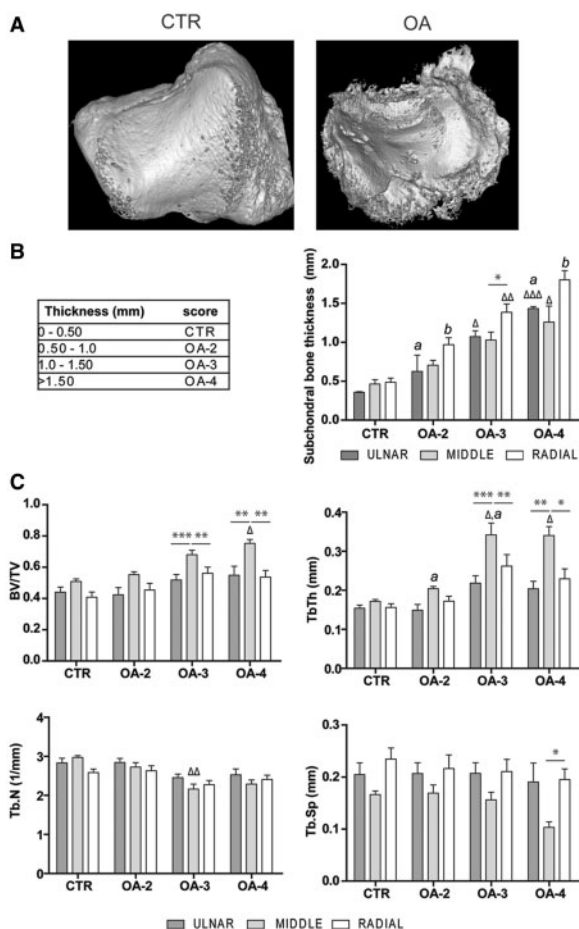 A
CTR OA
B
Thickness (mm) score
0 - 0.50 CTR
0.50 - 1.0 OA-2
1.0 - 1.50 OA-3
>1.50 OA-4
Subchondral bone thickness (mm)
2.0
1.5
1.0
0.5
0.0
a b Δ * ΔΔ ΔΔΔ a Δ b
CTR OA-2 OA-3 OA-4
ULNAR MIDDLE RADIAL
C
BV/TV
0.8
0.6
0.4
0.2
0.0
*** ** ** ** Δ
CTR OA-2 OA-3 OA-4
TbTh (mm)
0.4
0.3
0.2
0.1
a *** ** Δ,a ** * Δ
CTR OA-2 OA-3 OA-4
Tb.N (1/mm)
4
3
2
1
0
ΔΔ
CTR OA-2 OA-3 OA-4
Tb.Sp (mm)
0.3
0.2
0.1
0.0
*
CTR OA-2 OA-3 OA-4
ULNAR MIDDLE RADIAL